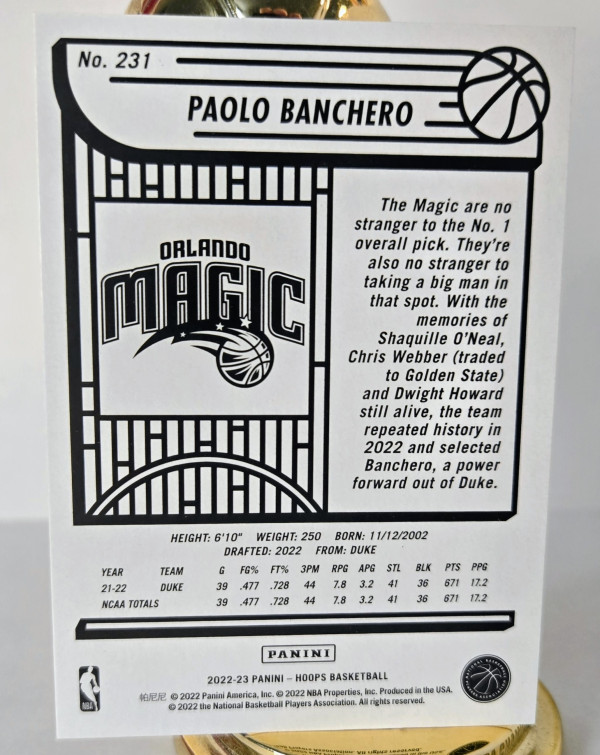 No. 231
PAOLO BANCHERO
ORLANDO
MAGIC
The Magic are no
stranger to the No. 1
overall pick. They're
also no stranger to
taking a big man in
that spot. With the
memories of
Shaquille O'Neal,
Chris Webber (traded
to Golden State)
and Dwight Howard
still alive, the team
repeated history in
2022 and selected
Banchero, a power
forward out of Duke.
HEIGHT: 6'10" WEIGHT: 250 BORN: 11/12/2002
DRAFTED: 2022 FROM: DUKE
YEAR TEAM G FG% FT% 3PM RPG APG STL BLK PTS PPG
21-22 DUKE 39 .477 .728 44 7.8 3.2 41 36 671 17.2
NCAA TOTALS 39 .477 .728 44 7.8 3.2 41 36 671 17.2
PANINI
2022-23 PANINI – HOOPS BASKETBALL
帕尼尼 © 2022 Panini America, Inc. © 2022 NBA Properties, Inc. Produced in the USA.
© 2022 the National Basketball Players Association. All rights reserved.
NBA